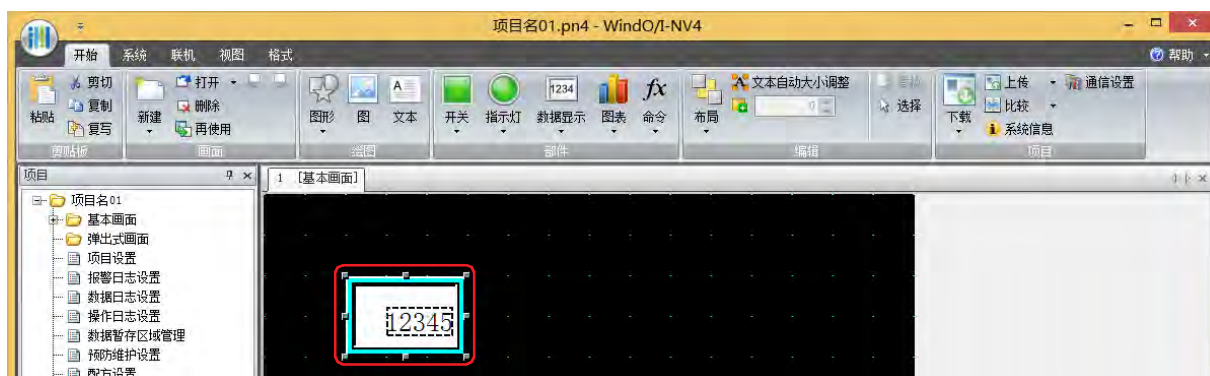 项目名01.pn4 - WindO/I-NV4
开始 系统 联机 视图 格式 帮助
粘贴 剪切 复制 复写
新建 打开 删除 再使用
图形 图 文本
开关 指示灯 数据显示 图表 命令
1234
fx
布局 文本自动大小调整
0
选择
下载 上传 比较 系统信息 通信设置
剪贴板 画面 绘图 部件 编辑 项目
项目
1 [基本画面]
项目名01
基本画面
弹出式画面
项目设置
报警日志设置
数据日志设置
操作日志设置
数据暂存区域管理
预防维护设置
配方设置
12345